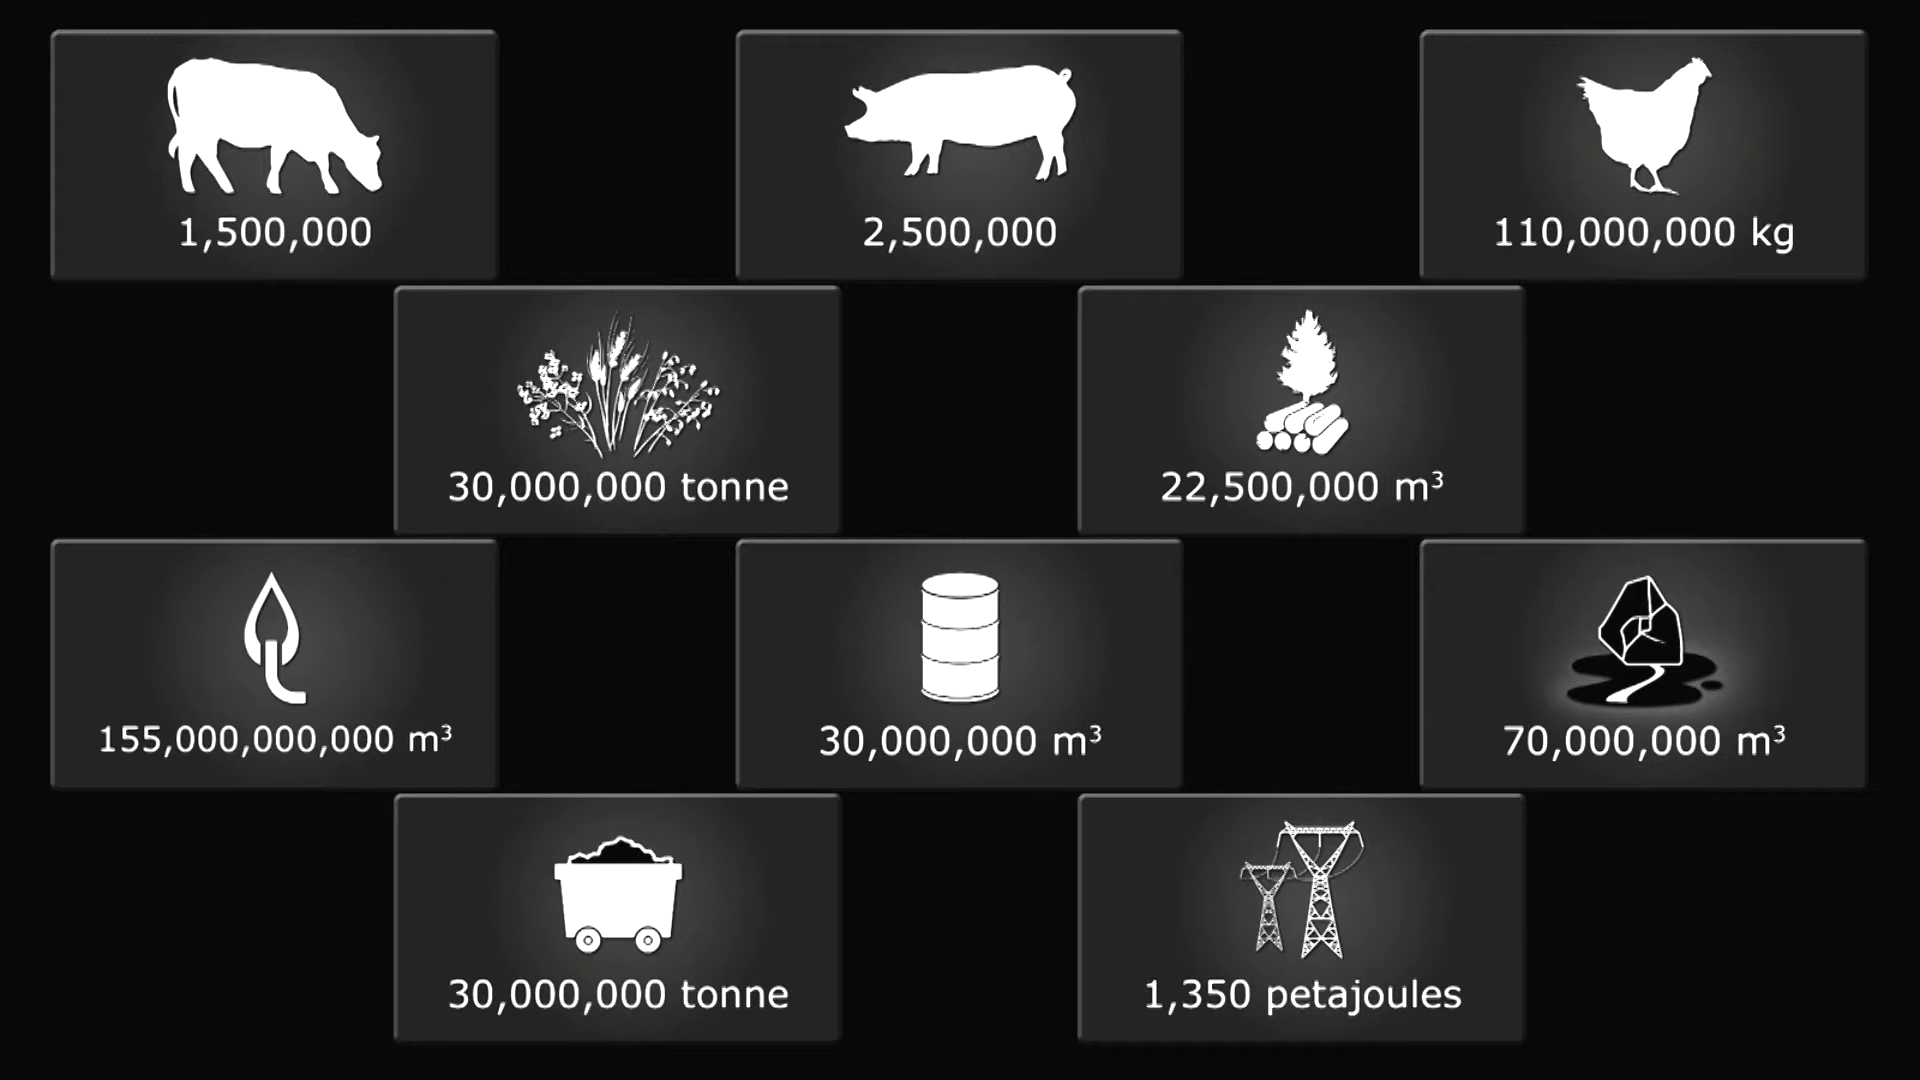 1,500,000
2,500,000
110,000,000 kg
30,000,000 tonne
22,500,000 m³
155,000,000,000 m³
30,000,000 m³
70,000,000 m³
30,000,000 tonne
1,350 petajoules